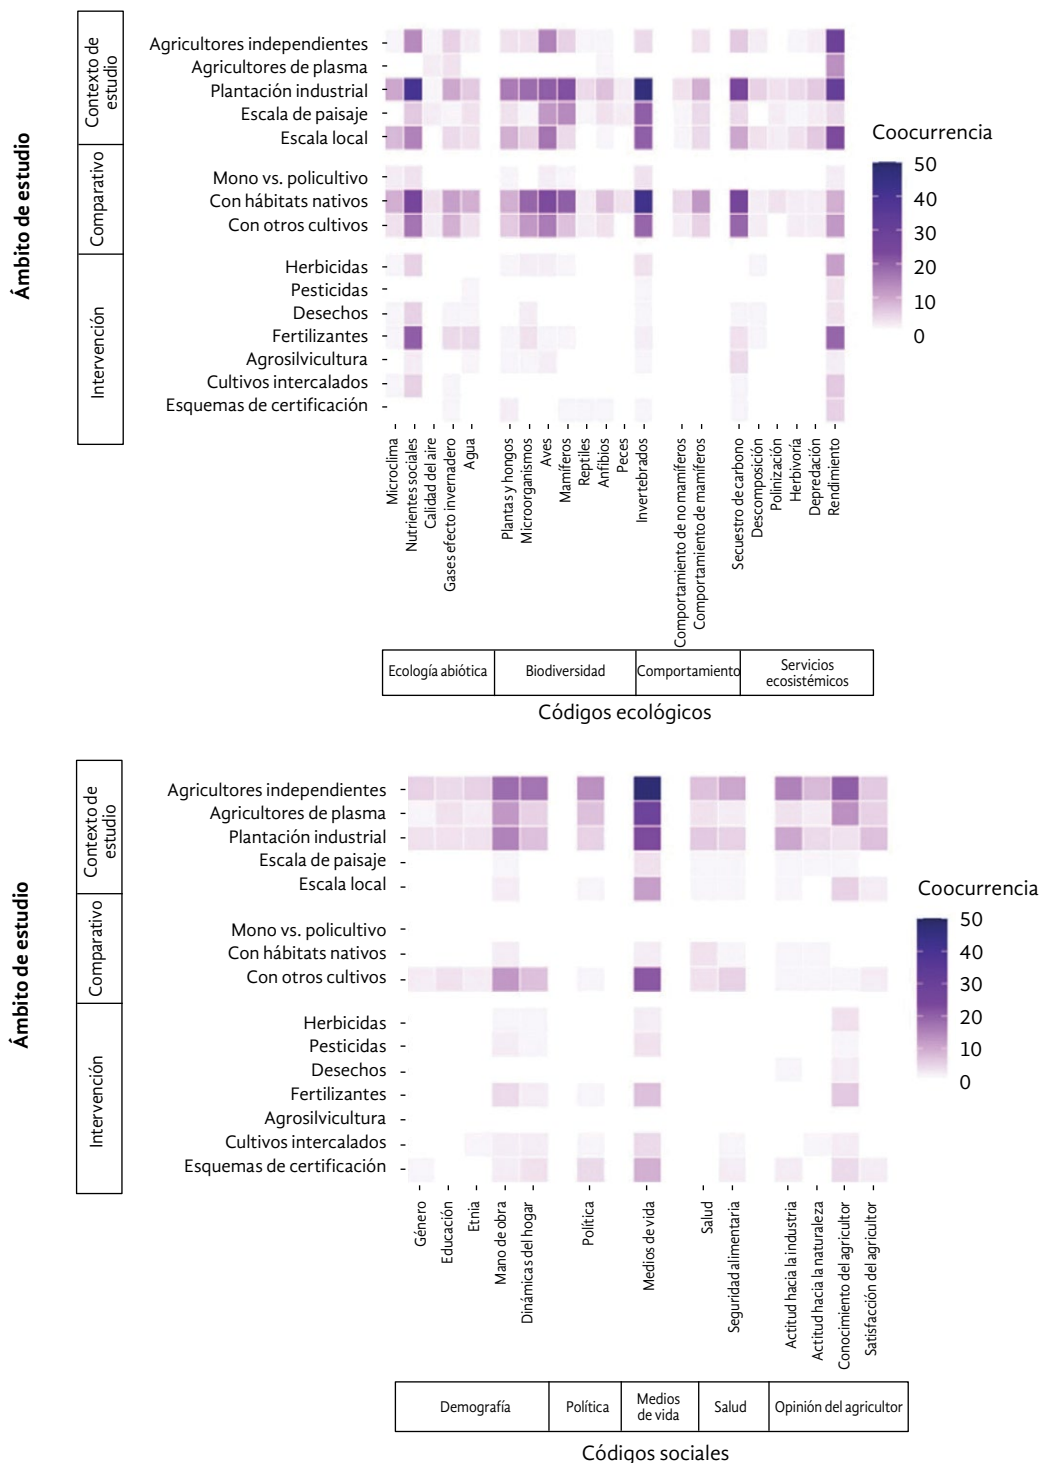 Ámbito de estudio
Contexto de
estudio
Comparativo
Intervención
Agricultores independientes
Agricultores de plasma
Plantación industrial
Escala de paisaje
Escala local
Mono vs. policultivo
Con hábitats nativos
Con otros cultivos
Herbicidas
Pesticidas
Desechos
Fertilizantes
Agrosilvicultura
Cultivos intercalados
Esquemas de certificación
Coocurrencia
50
40
30
20
10
0
Microclima
Nutrientes sociales
Calidad del aire
Gases efecto invernadero
Agua
Plantas y hongos
Microorganismos
Aves
Mamíferos
Reptiles
Anfibios
Peces
Invertebrados
Comportamiento de no mamíferos
Comportamiento de mamíferos
Secuestro de carbono
Descomposición
Polinización
Herbivoría
Depredación
Rendimiento
Ecología abiótica
Biodiversidad
Comportamiento
Servicios
ecosistémicos
Códigos ecológicos
Ámbito de estudio
Contexto de
estudio
Comparativo
Intervención
Agricultores independientes
Agricultores de plasma
Plantación industrial
Escala de paisaje
Escala local
Mono vs. policultivo
Con hábitats nativos
Con otros cultivos
Herbicidas
Pesticidas
Desechos
Fertilizantes
Agrosilvicultura
Cultivos intercalados
Esquemas de certificación
Coocurrencia
50
40
30
20
10
0
Género
Educación
Etnia
Mano de obra
Dinámicas del hogar
Política
Medios de vida
Salud
Seguridad alimentaria
Actitud hacia la industria
Actitud hacia la naturaleza
Conocimiento del agricultor
Satisfacción del agricultor
Demografía
Política
Medios
de vida
Salud
Opinión del agricultor
Códigos sociales